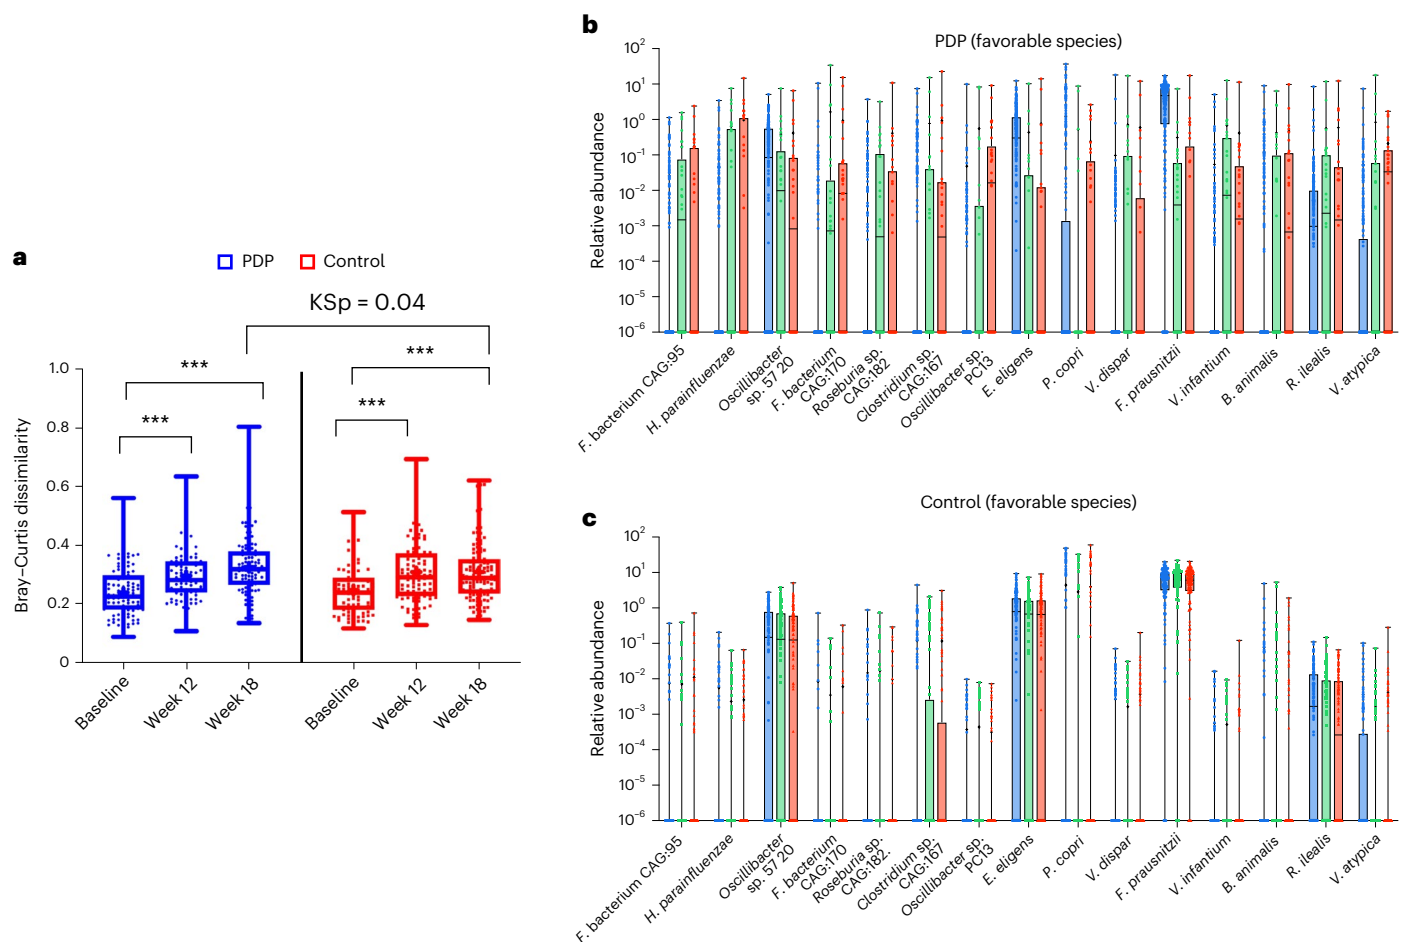 a
PDP
Control
KSp = 0.04
***
***
***
***
Bray–Curtis dissimilarity
1.0
0.8
0.6
0.4
0.2
0
Baseline
Week 12
Week 18
Baseline
Week 12
Week 18
b
PDP (favorable species)
Relative abundance
10²
10¹
10⁰
10⁻¹
10⁻²
10⁻³
10⁻⁴
10⁻⁵
10⁻⁶
F. bacterium CAG:95
H. parainfluenzae
Oscillibacter
sp. 57 20
F. bacterium
CAG:170
Roseburia sp.
CAG:182
Clostridium sp.
CAG:167
Oscillibacter sp.
PC13
E. eligens
P. copri
V. dispar
F. prausnitzii
V. infantium
B. animalis
R. ilealis
V. atypica
c
Control (favorable species)
Relative abundance
10²
10¹
10⁰
10⁻¹
10⁻²
10⁻³
10⁻⁴
10⁻⁵
10⁻⁶
F. bacterium CAG:95
H. parainfluenzae
Oscillibacter
sp. 57 20
F. bacterium
CAG:170
Roseburia sp.
CAG:182.
Clostridium sp.
CAG:167
Oscillibacter sp.
PC13
E. eligens
P. copri
V. dispar
F. prausnitzii
V. infantium
B. animalis
R. ilealis
V. atypica